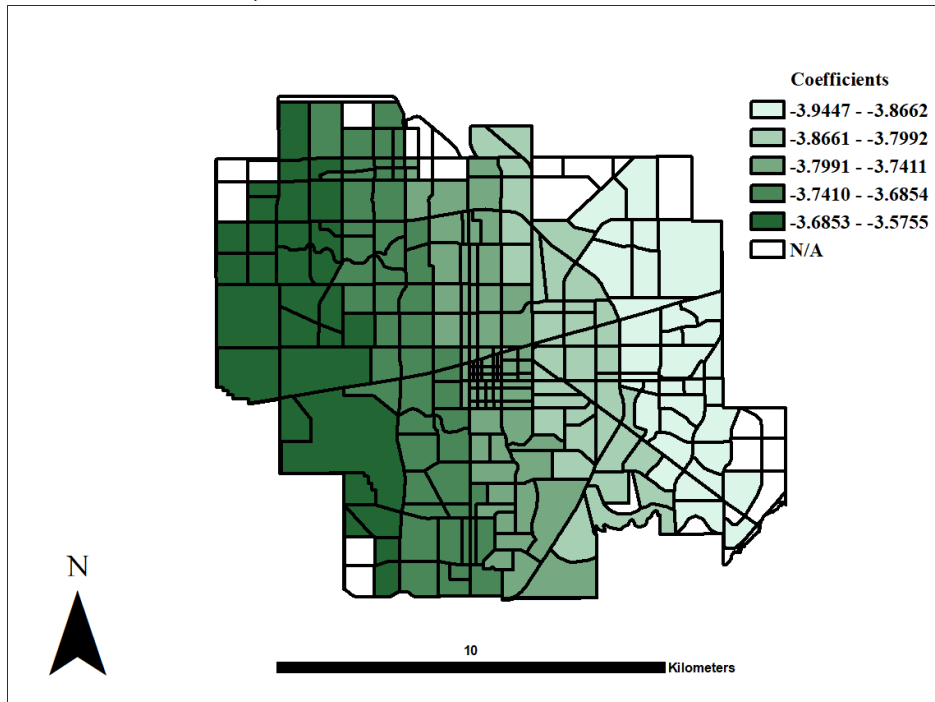 Coefficients
-3.9447 - -3.8662
-3.8661 - -3.7992
-3.7991 - -3.7411
-3.7410 - -3.6854
-3.6853 - -3.5755
N/A
N
10
Kilometers